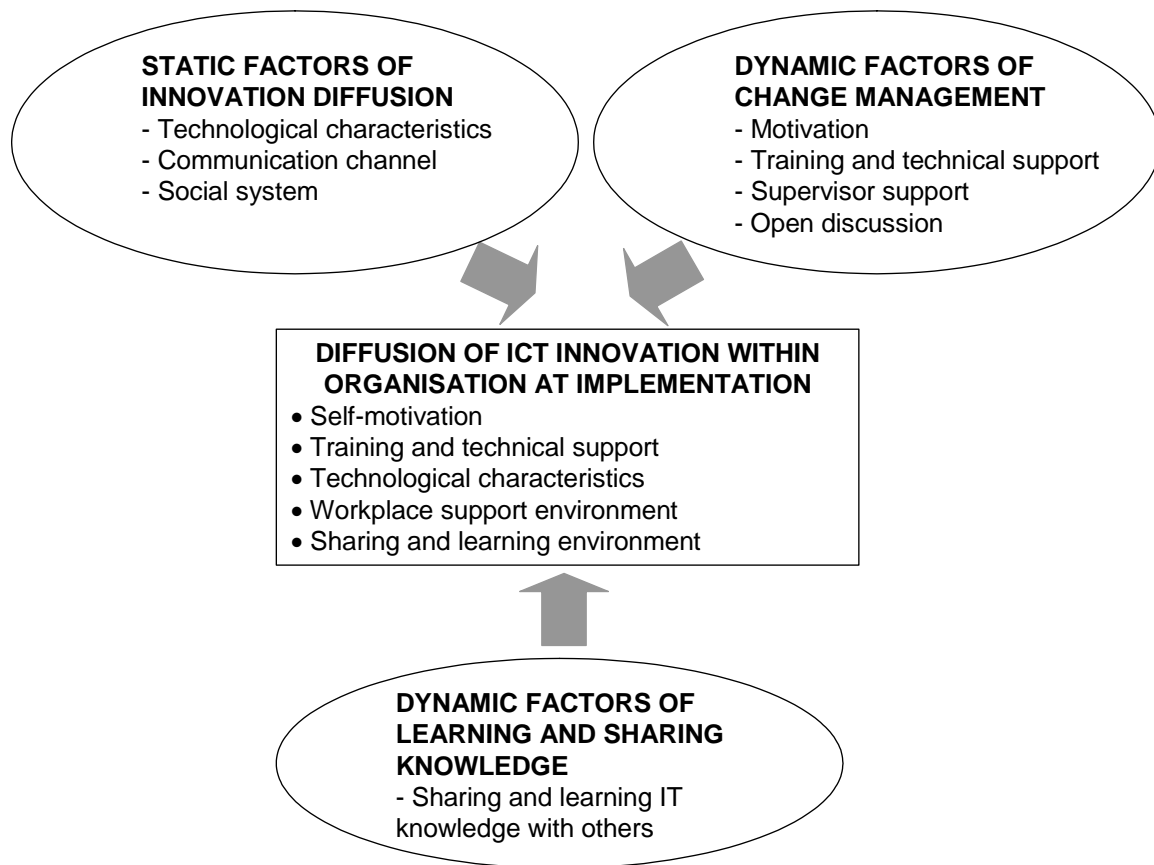 STATIC FACTORS OF
INNOVATION DIFFUSION
- Technological characteristics
- Communication channel
- Social system
DYNAMIC FACTORS OF
CHANGE MANAGEMENT
- Motivation
- Training and technical support
- Supervisor support
- Open discussion
DIFFUSION OF ICT INNOVATION WITHIN
ORGANISATION AT IMPLEMENTATION
• Self-motivation
• Training and technical support
• Technological characteristics
• Workplace support environment
• Sharing and learning environment
DYNAMIC FACTORS OF
LEARNING AND SHARING
KNOWLEDGE
- Sharing and learning IT
knowledge with others